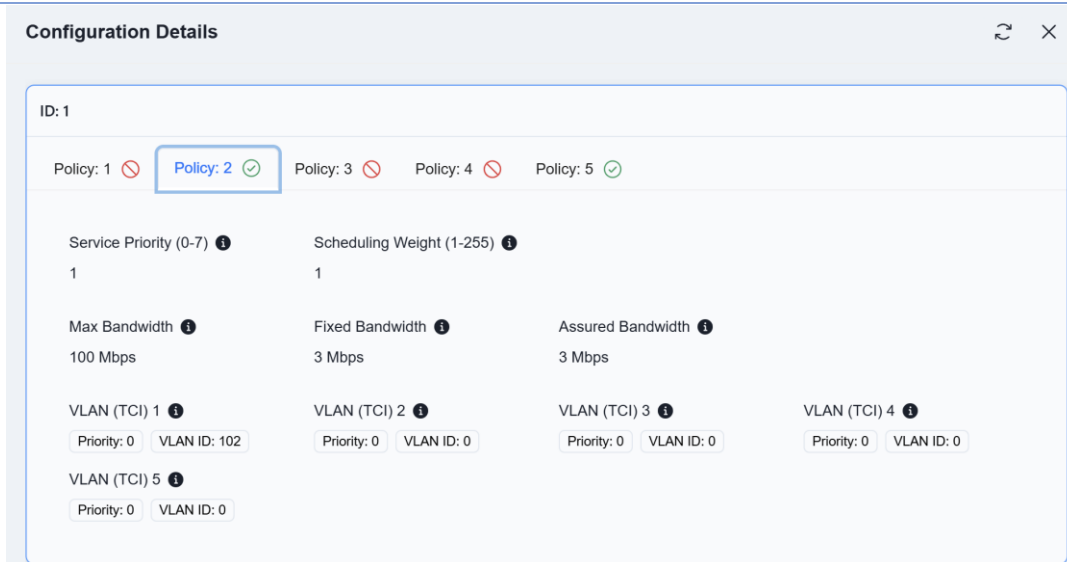 Configuration Details
ID: 1
Policy: 1 Policy: 2 Policy: 3 Policy: 4 Policy: 5
Service Priority (0-7) Scheduling Weight (1-255)
1 1
Max Bandwidth Fixed Bandwidth Assured Bandwidth
100 Mbps 3 Mbps 3 Mbps
VLAN (TCI) 1 VLAN (TCI) 2 VLAN (TCI) 3 VLAN (TCI) 4
Priority: 0 VLAN ID: 102 Priority: 0 VLAN ID: 0 Priority: 0 VLAN ID: 0 Priority: 0 VLAN ID: 0
VLAN (TCI) 5
Priority: 0 VLAN ID: 0